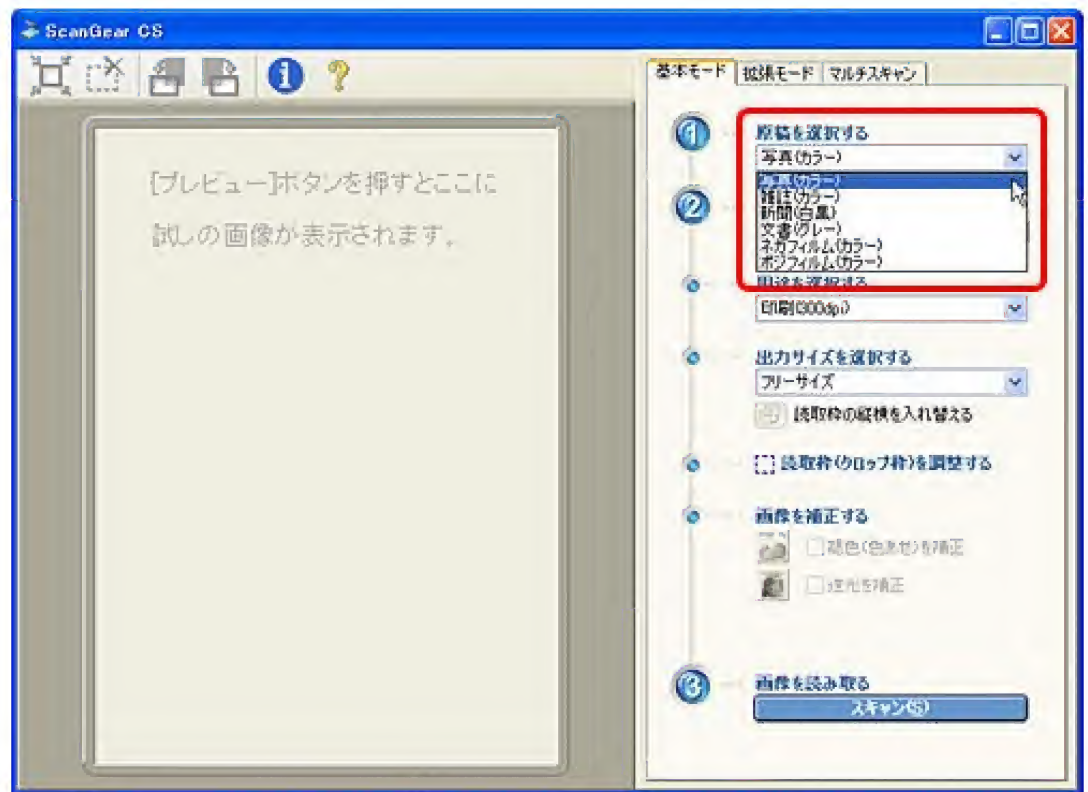 ScanGear CS
基本モード 拡張モード マルチスキャン
[プレビュー]ボタンを押すとここに
試しの画像が表示されます。
1
原稿を選択する
写真(カラー)
写真(カラー)
雑誌(カラー)
新聞(白黒)
文書(グレー)
ネガフィルム(カラー)
ポジフィルム(カラー)
2
用途を選択する
印刷(300dpi)
出力サイズを選択する
フリーサイズ
読取枠の縦横を入れ替える
読取枠(クロップ枠)を調整する
画像を補正する
褪色(色あせ)を補正
逆光を補正
3
画像を読み取る
スキャン(S)